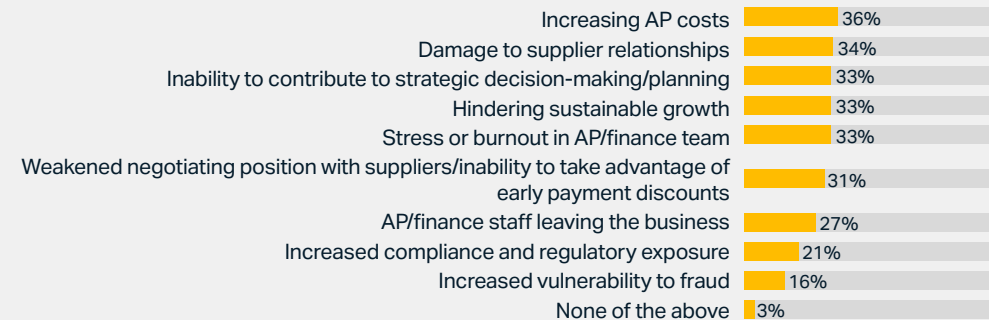 Increasing AP costs 36%
Damage to supplier relationships 34%
Inability to contribute to strategic decision-making/planning 33%
Hindering sustainable growth 33%
Stress or burnout in AP/finance team 33%
Weakened negotiating position with suppliers/inability to take advantage of
early payment discounts 31%
AP/finance staff leaving the business 27%
Increased compliance and regulatory exposure 21%
Increased vulnerability to fraud 16%
None of the above 3%